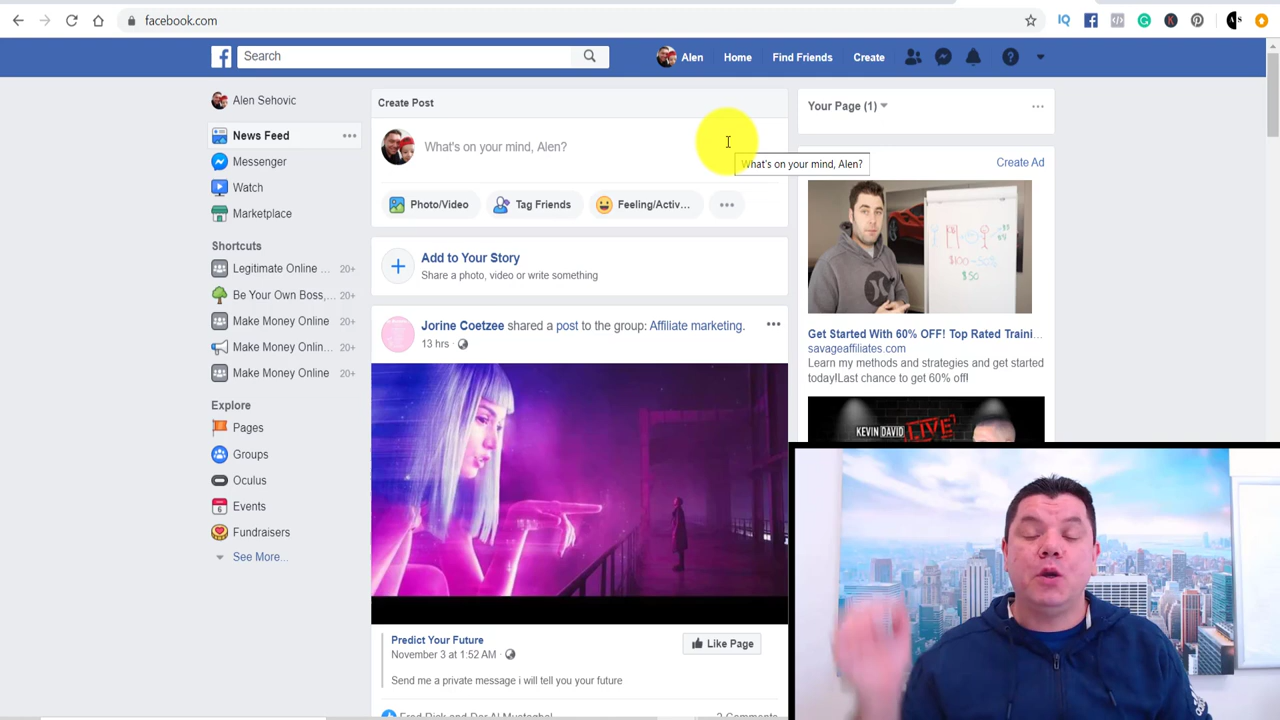 facebook.com
Search
Alen
Home
Find Friends
Create
Alen Sehovic
News Feed
Messenger
Watch
Marketplace
Shortcuts
Legitimate Online ... 20+
Be Your Own Boss,... 20+
Make Money Online 20+
Make Money Onlin... 20+
Make Money Online 20+
Explore
Pages
Groups
Oculus
Events
Fundraisers
See More...
Create Post
What's on your mind, Alen?
What's on your mind, Alen?
Photo/Video
Tag Friends
Feeling/Activ...
Add to Your Story
Share a photo, video or write something
Jorine Coetzee shared a post to the group: Affiliate marketing.
13 hrs
Predict Your Future
November 3 at 1:52 AM
Like Page
Send me a private message i will tell you your future
2 Comments
Your Page (1)
Create Ad
$100-50%
$50
Get Started With 60% OFF! Top Rated Traini...
savageaffiliates.com
Learn my methods and strategies and get started
today!Last chance to get 60% off!
KEVIN DAVID LIVE